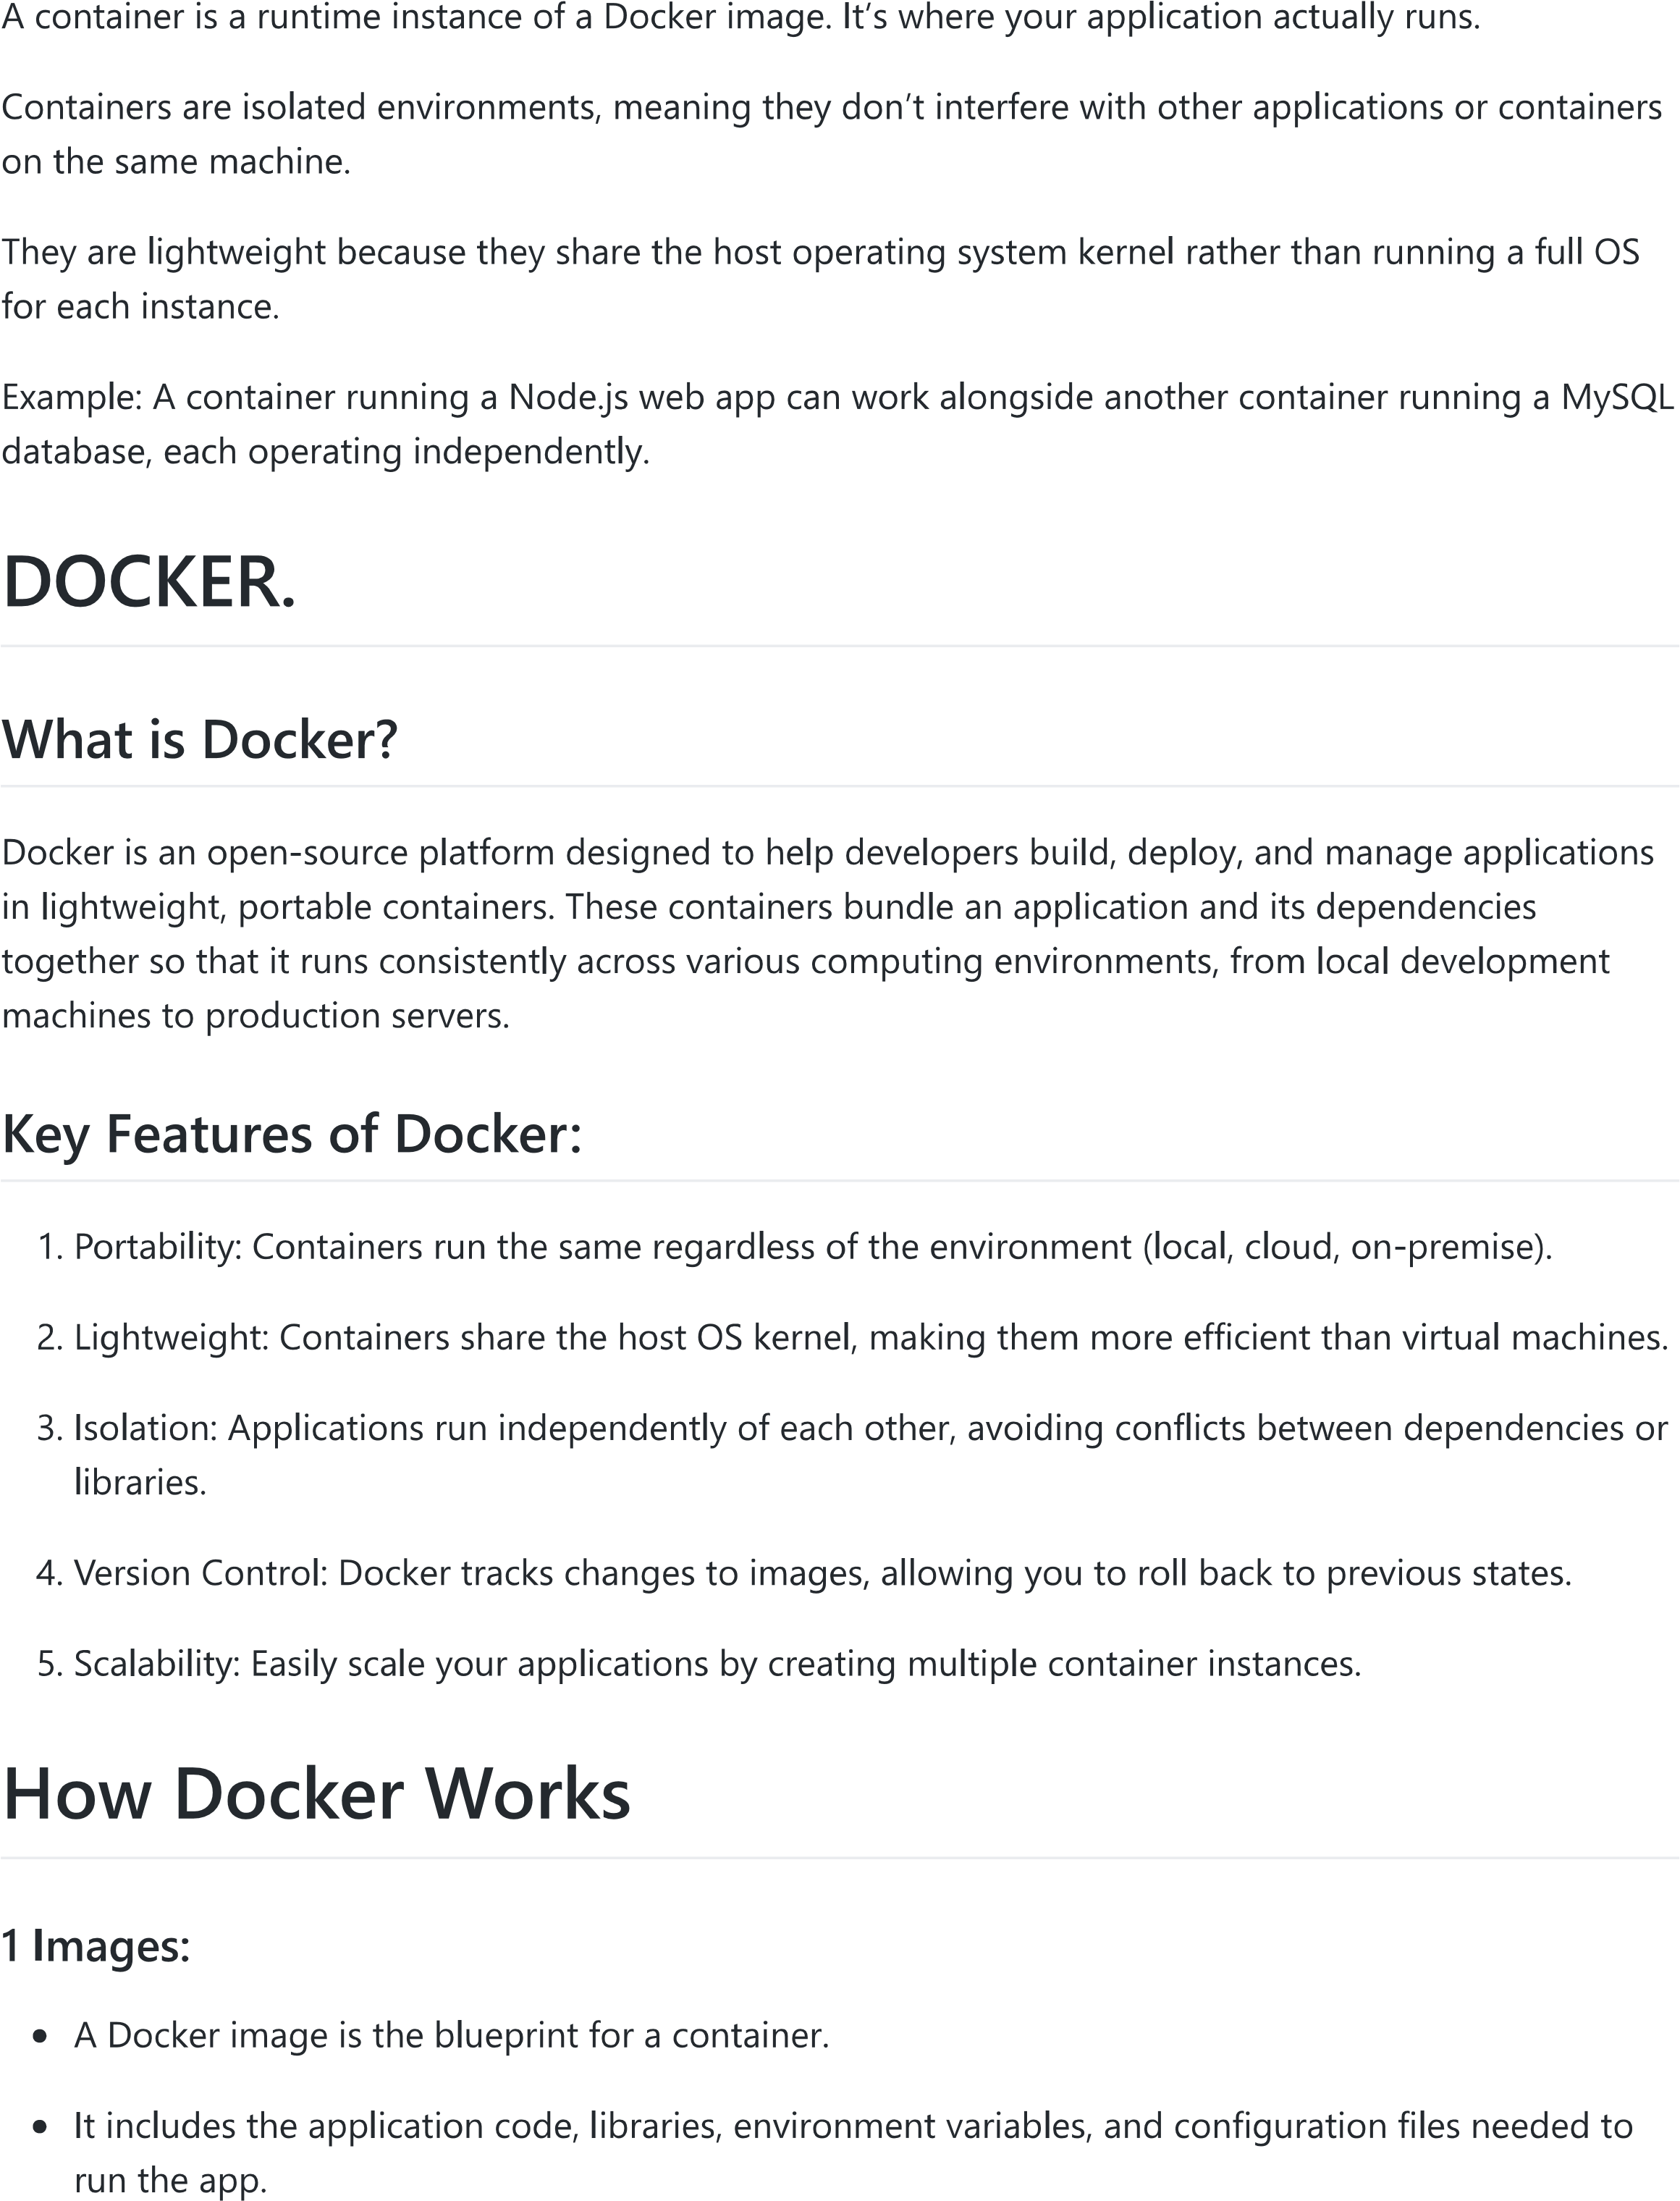 A container is a runtime instance of a Docker image. It’s where your application actually runs.
Containers are isolated environments, meaning they don’t interfere with other applications or containers
on the same machine.
They are lightweight because they share the host operating system kernel rather than running a full OS
for each instance.
Example: A container running a Node.js web app can work alongside another container running a MySQL
database, each operating independently.
DOCKER.
What is Docker?
Docker is an open-source platform designed to help developers build, deploy, and manage applications
in lightweight, portable containers. These containers bundle an application and its dependencies
together so that it runs consistently across various computing environments, from local development
machines to production servers.
Key Features of Docker:
1. Portability: Containers run the same regardless of the environment (local, cloud, on-premise).
2. Lightweight: Containers share the host OS kernel, making them more efficient than virtual machines.
3. Isolation: Applications run independently of each other, avoiding conflicts between dependencies or
libraries.
4. Version Control: Docker tracks changes to images, allowing you to roll back to previous states.
5. Scalability: Easily scale your applications by creating multiple container instances.
How Docker Works
1 Images:
• A Docker image is the blueprint for a container.
• It includes the application code, libraries, environment variables, and configuration files needed to
run the app.